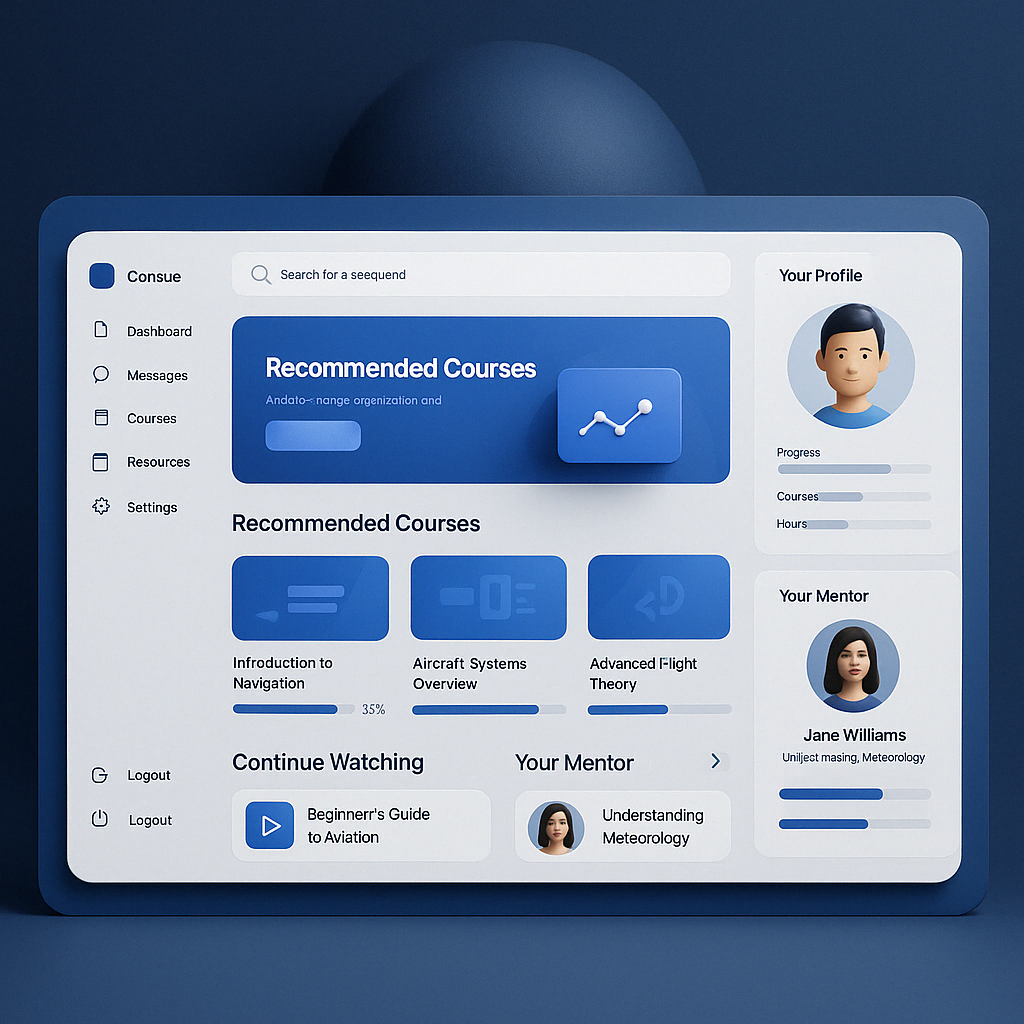 Consue
Dashboard
Messages
Courses
Resources
Settings
Logout
Logout
Search for a seequend
Recommended Courses
Andato-nange orgenization and
Recommended Courses
Infroduction to
Navigation
35%
Aircraft Systems
Overview
Advanced Flight
Theory
Continue Watching
Beginnerr's Guide
to Aviation
Your Mentor
Understanding
Meteorology
Your Profile
Progress
Courses
Hours
Your Mentor
Jane Williams
masing, Meteorology